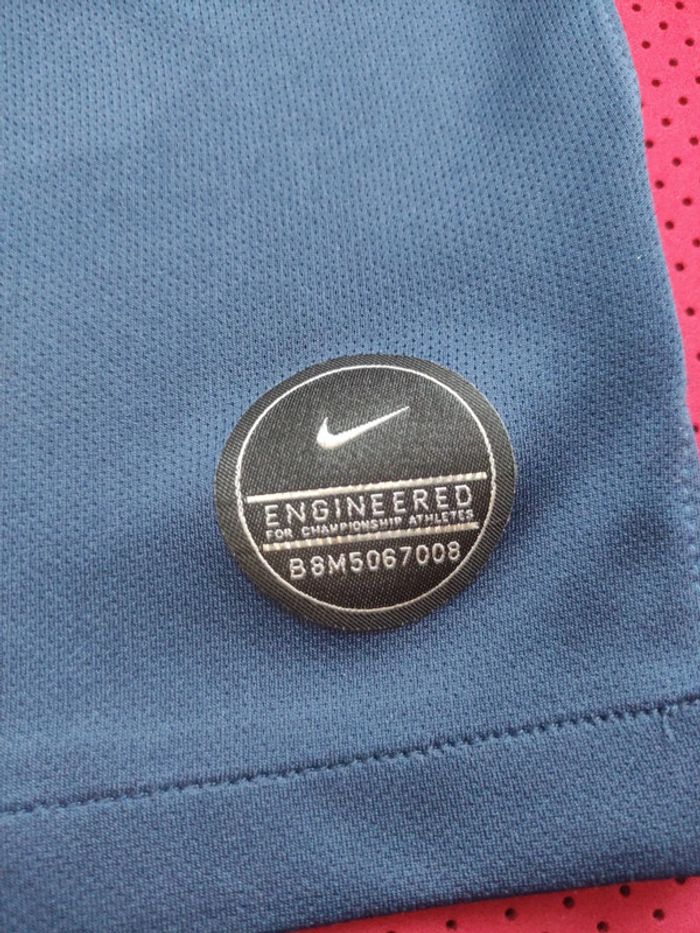 ENGINEERED
FOR CHAMPIONSHIP ATHLETES
B8M5067008